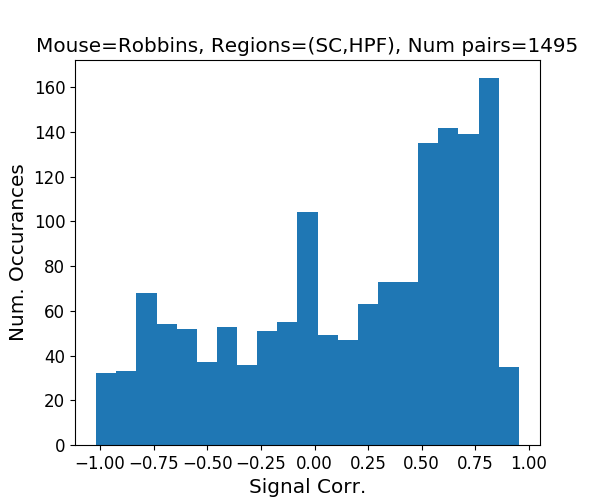 Mouse=Robbins, Regions=(SC,HPF), Num pairs=1495
Num. Occurances
160
140
120
100
80
60
40
20
0
−1.00 −0.75 −0.50 −0.25 0.00 0.25 0.50 0.75 1.00
Signal Corr.